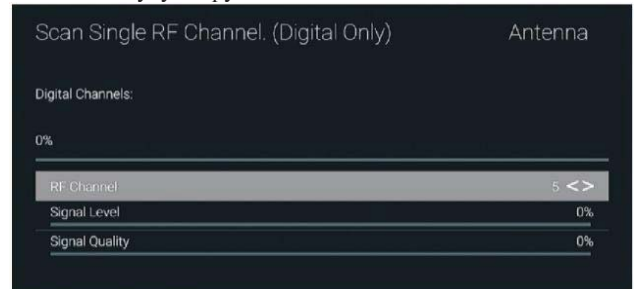 Scan Single RF Channel. (Digital Only) Antenna
Digital Channels:
0%
RF Channel 5 <>
Signal Level 0%
Signal Quality 0%